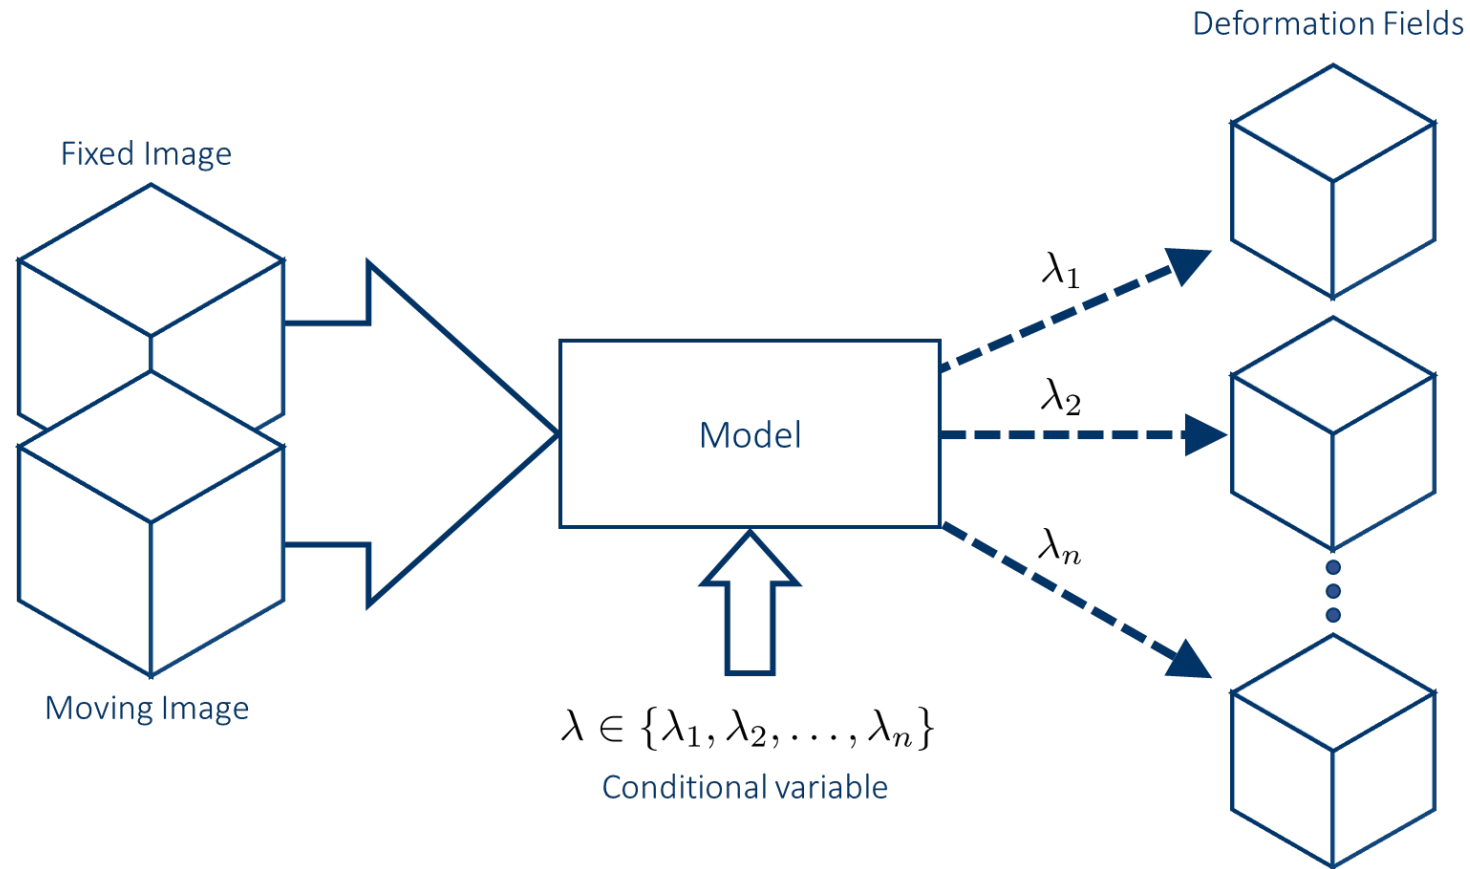 Deformation Fields
Fixed Image
λ₁
λ₂
Model
λₙ
Moving Image
λ ∈ {λ₁, λ₂, . . . , λₙ}
Conditional variable